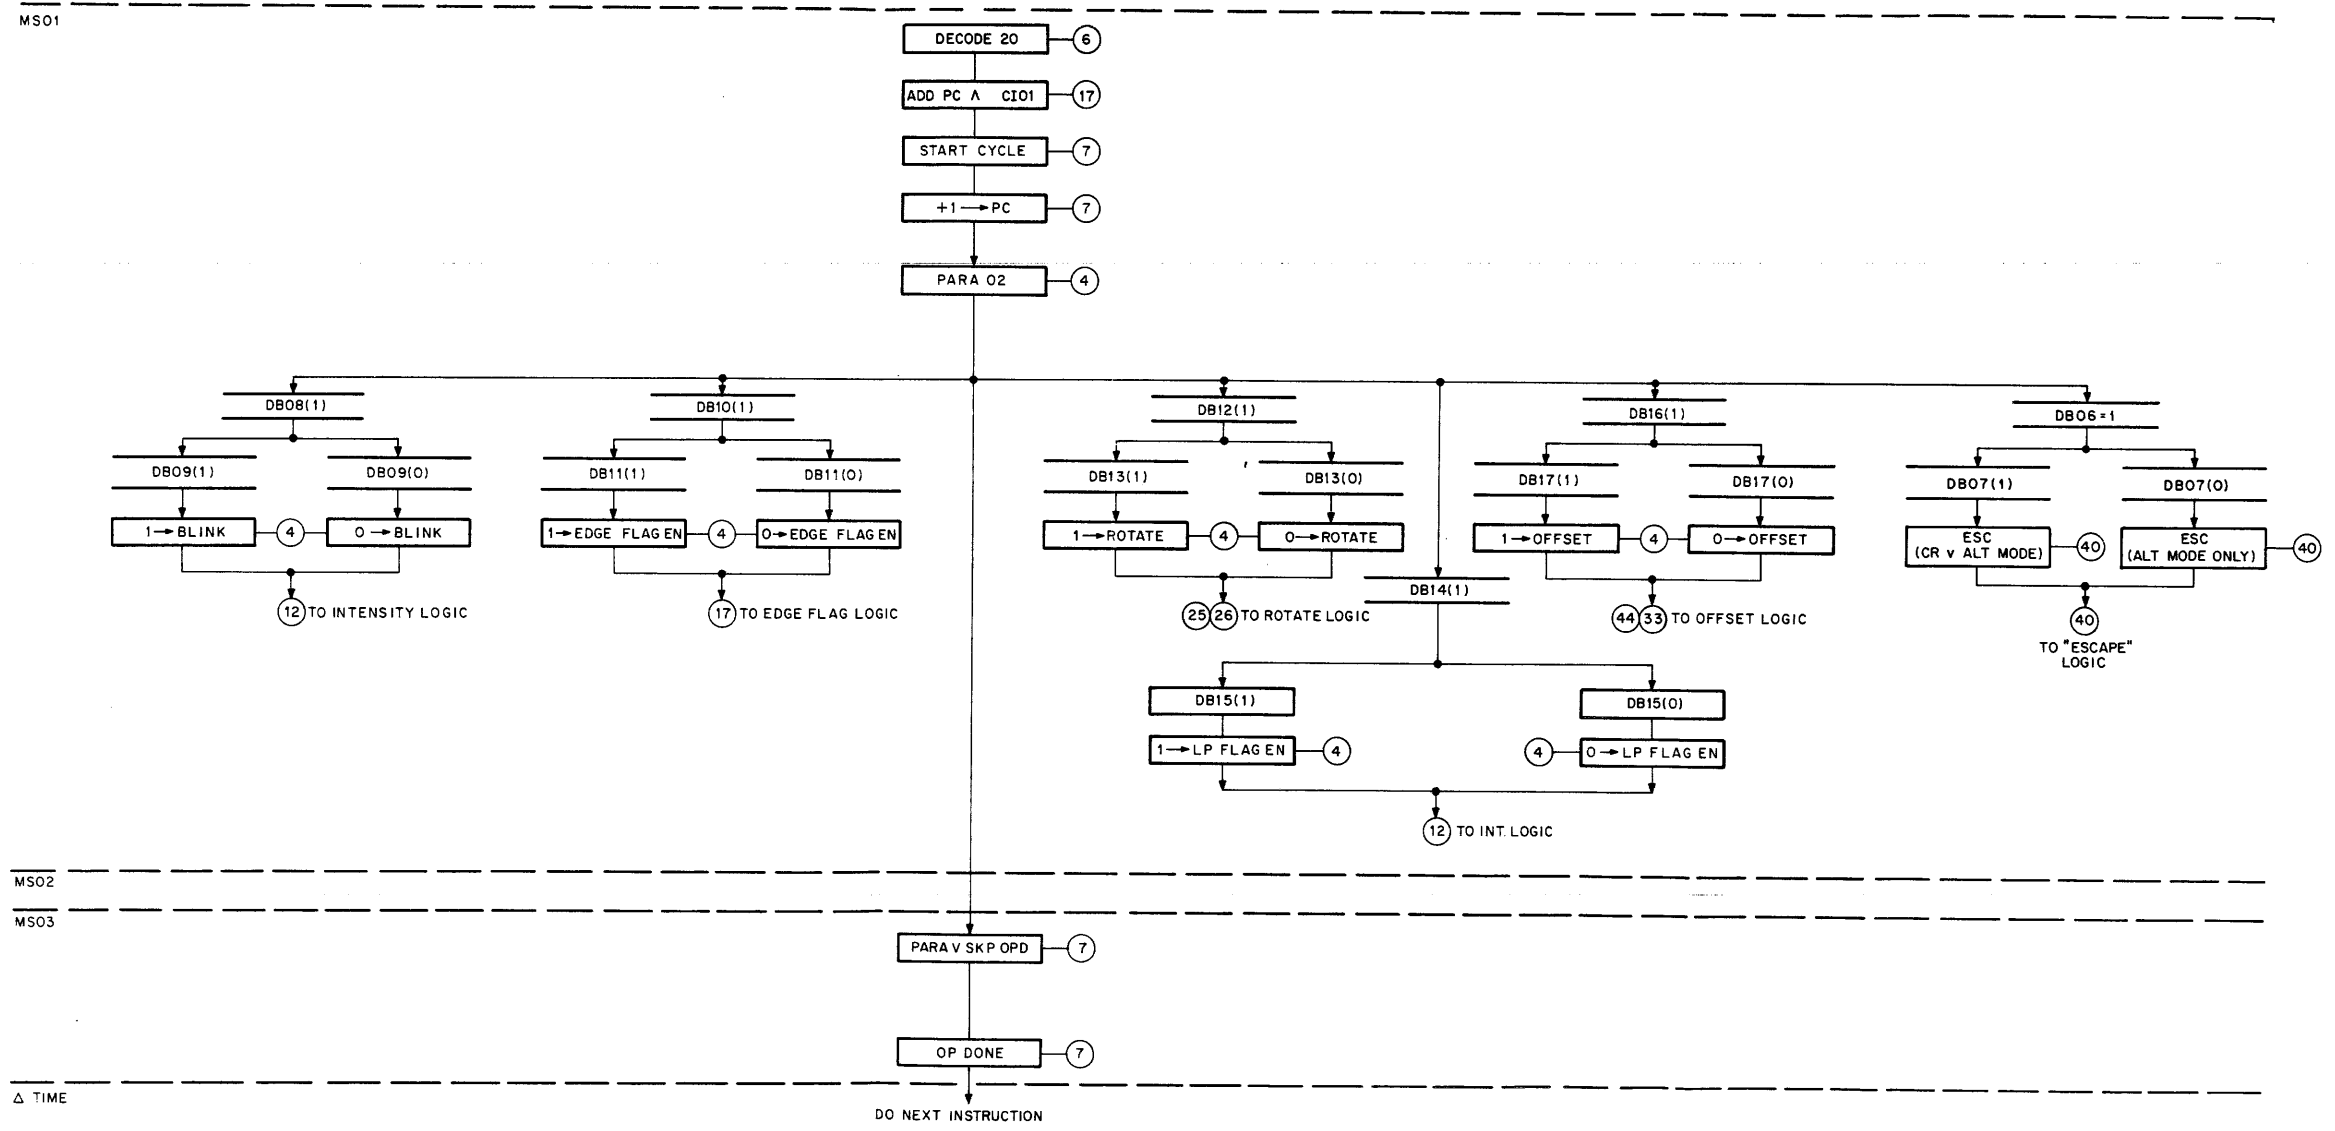 MS01
DECODE 20 6
ADD PC Λ CI01 17
START CYCLE 7
+1→PC 7
PARA 02 4
DB08(1)
DB10(1)
DB12(1)
DB16(1)
DB06=1
DB09(1)
DB09(0)
DB11(1)
DB11(0)
DB13(1)
DB13(0)
DB17(1)
DB17(0)
DB07(1)
DB07(0)
1→BLINK 4 0→BLINK
1→EDGE FLAG EN 4 0→EDGE FLAG EN
1→ROTATE 4 0→ROTATE
1→OFFSET 4 0→OFFSET
ESC
(CR v ALT MODE) 40
ESC
(ALT MODE ONLY) 40
12 TO INTENSITY LOGIC
17 TO EDGE FLAG LOGIC
25 26 TO ROTATE LOGIC
DB14(1)
44 33 TO OFFSET LOGIC
40
TO "ESCAPE"
LOGIC
DB15(1)
DB15(0)
1→LP FLAG EN 4
4 0→LP FLAG EN
12 TO INT. LOGIC
MS02
MS03
PARA V SKP OPD 7
OP DONE 7
Δ TIME
DO NEXT INSTRUCTION